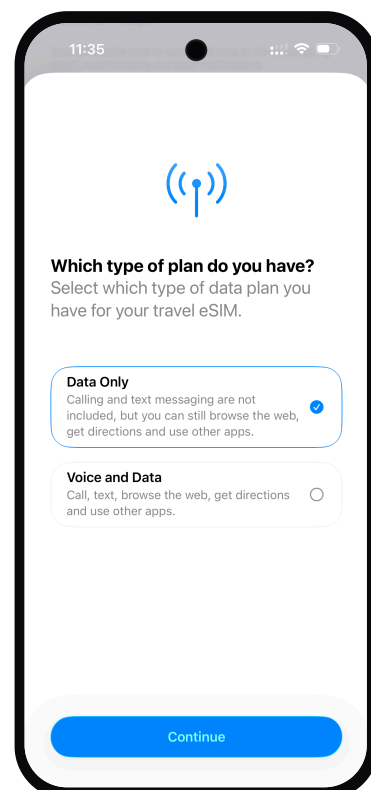 11:35
Which type of plan do you have?
Select which type of data plan you
have for your travel eSIM.
Data Only
Calling and text messaging are not
included, but you can still browse the web,
get directions and use other apps.
Voice and Data
Call, text, browse the web, get directions
and use other apps.
Continue